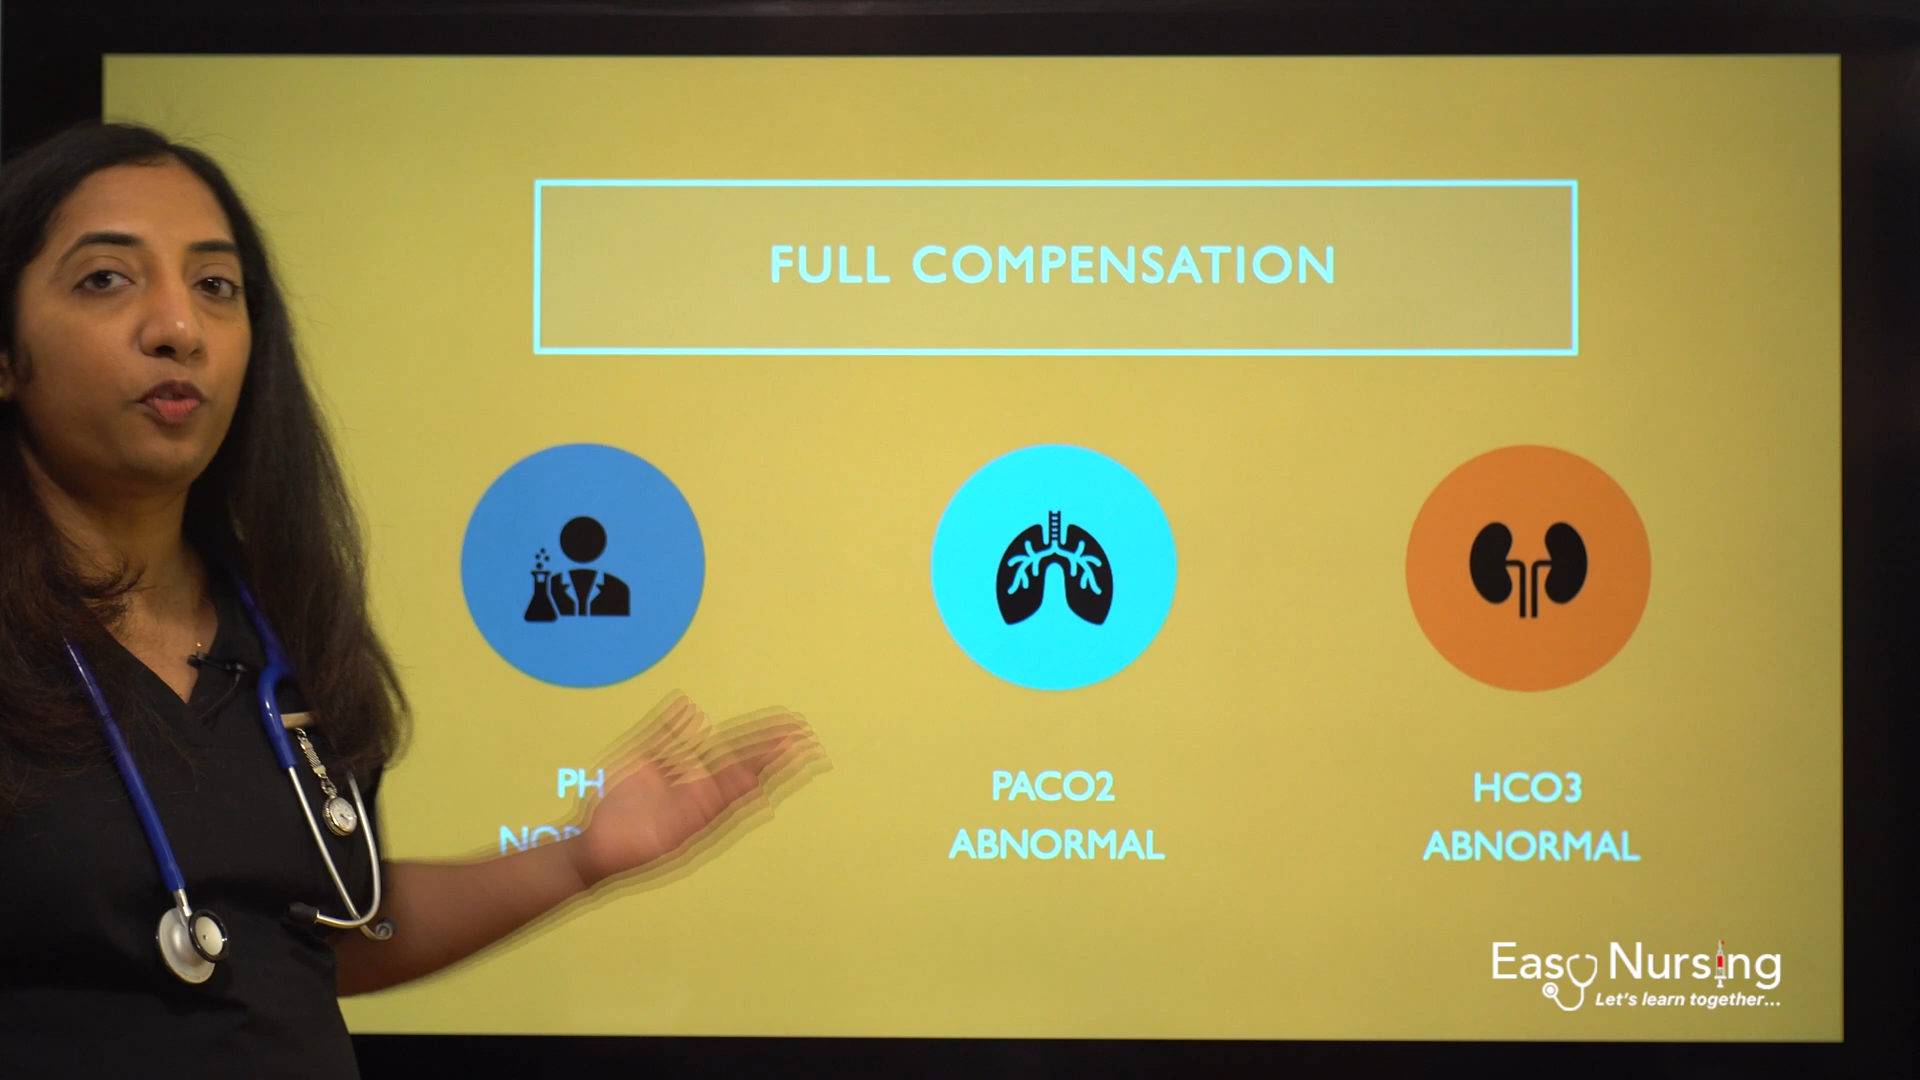 FULL COMPENSATION
PH
PACO2
ABNORMAL
HCO3
ABNORMAL
Easy Nursing
Let's learn together...